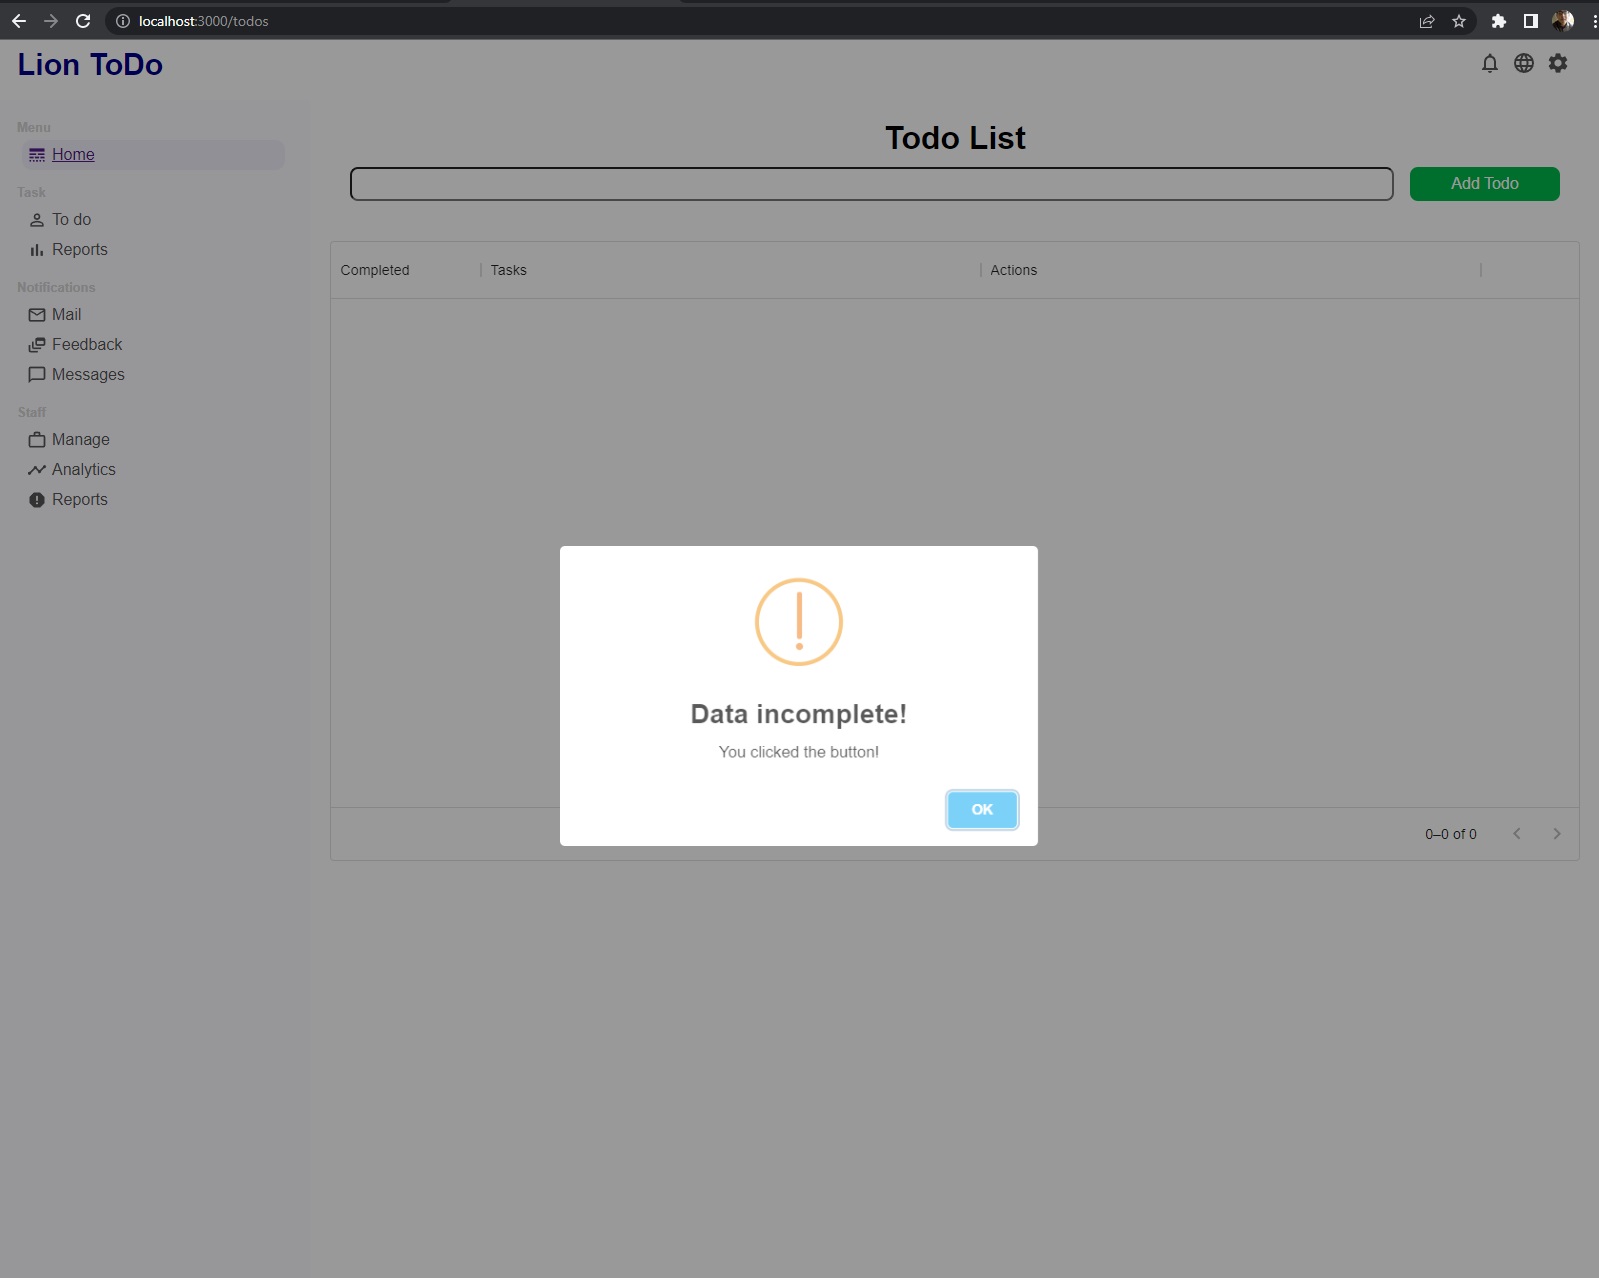 localhost:3000/todos
Lion ToDo
Menu
Home
Task
To do
Reports
Notifications
Mail
Feedback
Messages
Staff
Manage
Analytics
Reports
Todo List
Add Todo
Completed Tasks Actions
Data incomplete!
You clicked the button!
OK
0–0 of 0